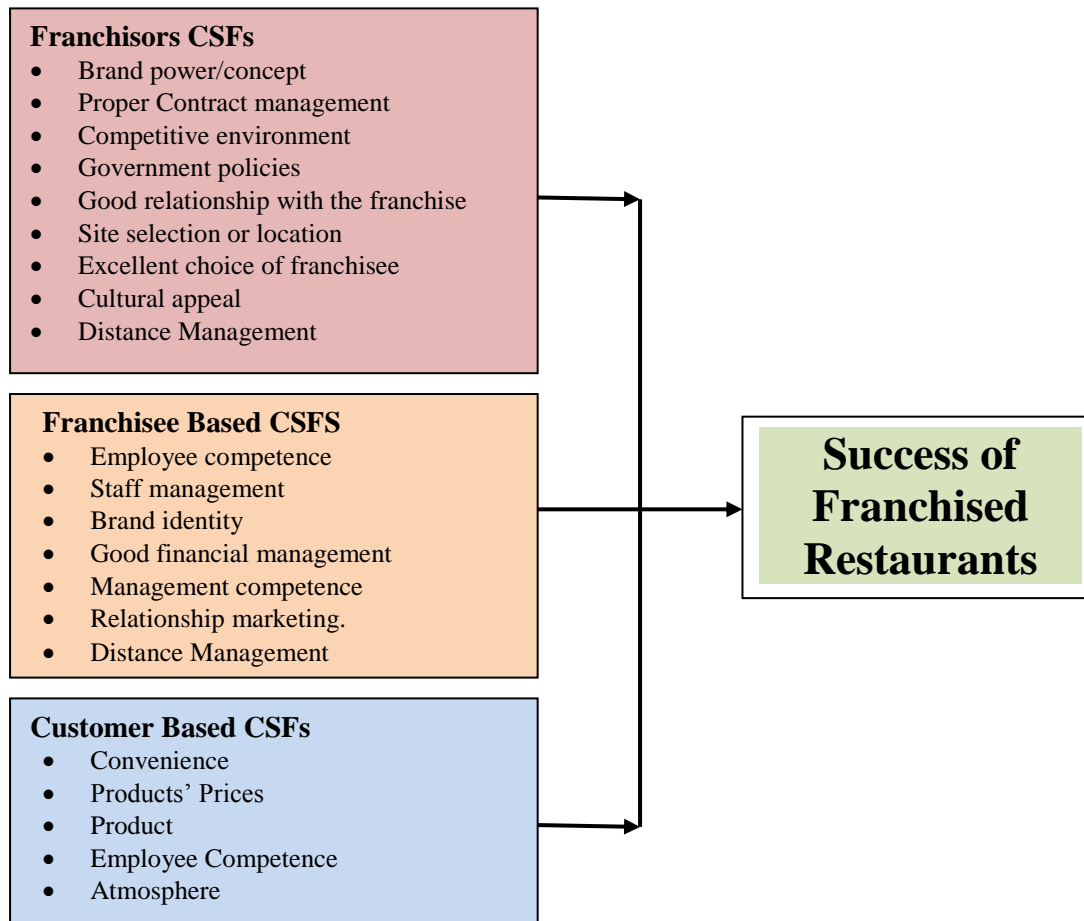 Franchisors CSFs
• Brand power/concept
• Proper Contract management
• Competitive environment
• Government policies
• Good relationship with the franchise
• Site selection or location
• Excellent choice of franchisee
• Cultural appeal
• Distance Management
Franchisee Based CSFS
• Employee competence
• Staff management
• Brand identity
• Good financial management
• Management competence
• Relationship marketing.
• Distance Management
Customer Based CSFs
• Convenience
• Products’ Prices
• Product
• Employee Competence
• Atmosphere
Success of
Franchised
Restaurants